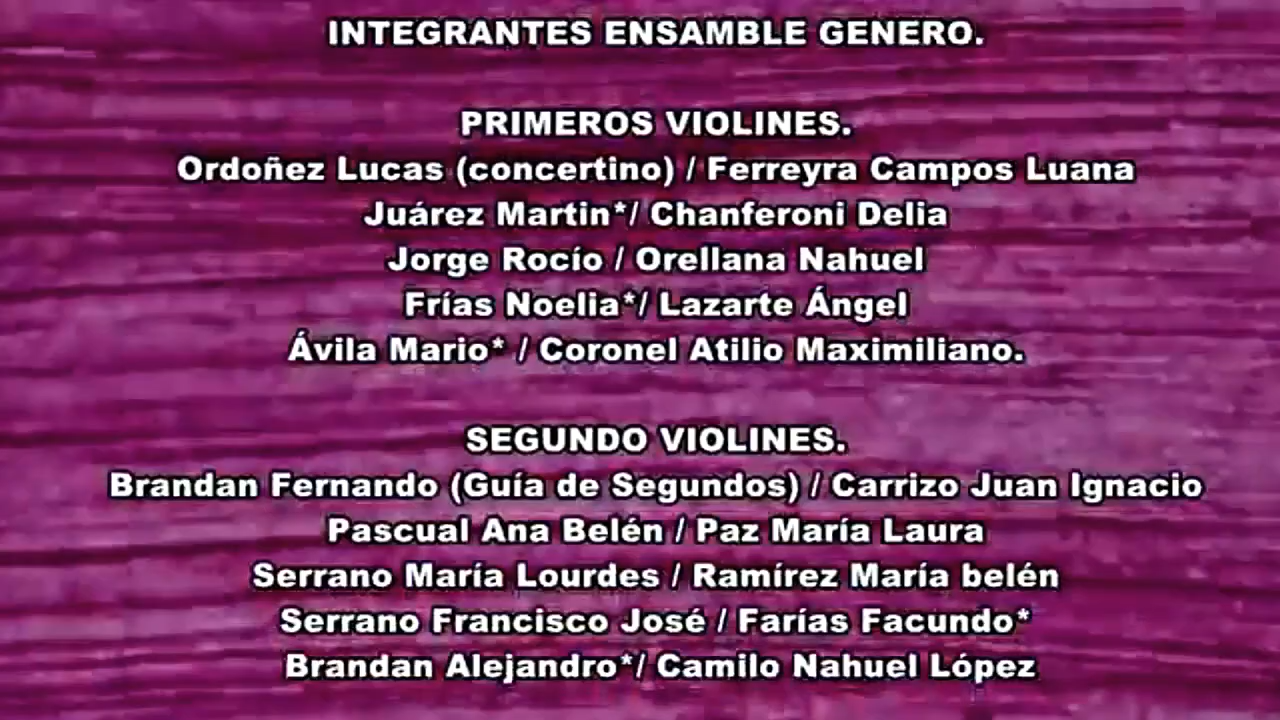 INTEGRANTES ENSAMBLE GENERO.
PRIMEROS VIOLINES.
Ordoñez Lucas (concertino) / Ferreyra Campos Luana
Juárez Martin*/ Chanferoni Delia
Jorge Rocío / Orellana Nahuel
Frías Noelia*/ Lazarte Ángel
Ávila Mario* / Coronel Atilio Maximiliano.
SEGUNDO VIOLINES.
Brandan Fernando (Guía de Segundos) / Carrizo Juan Ignacio
Pascual Ana Belén / Paz María Laura
Serrano María Lourdes / Ramírez María belén
Serrano Francisco José / Farías Facundo*
Brandan Alejandro*/ Camilo Nahuel López